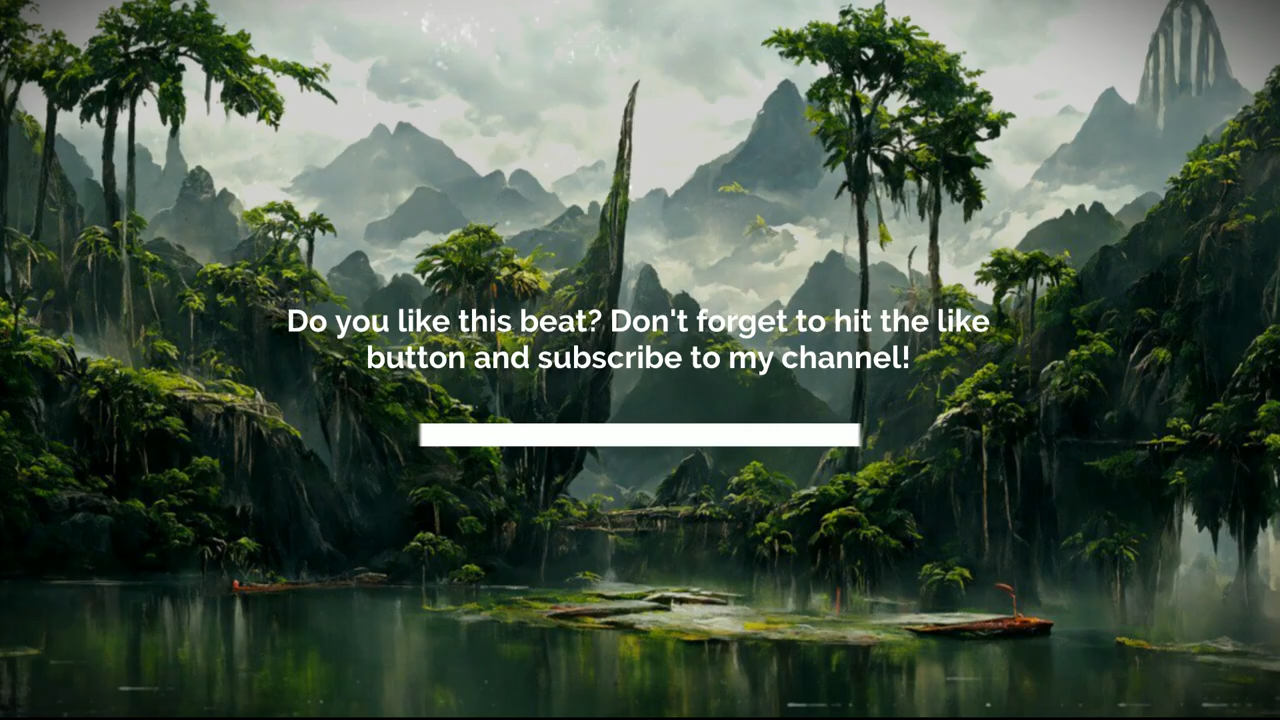 Do you like this beat? Don't forget to hit the like
button and subscribe to my channel!